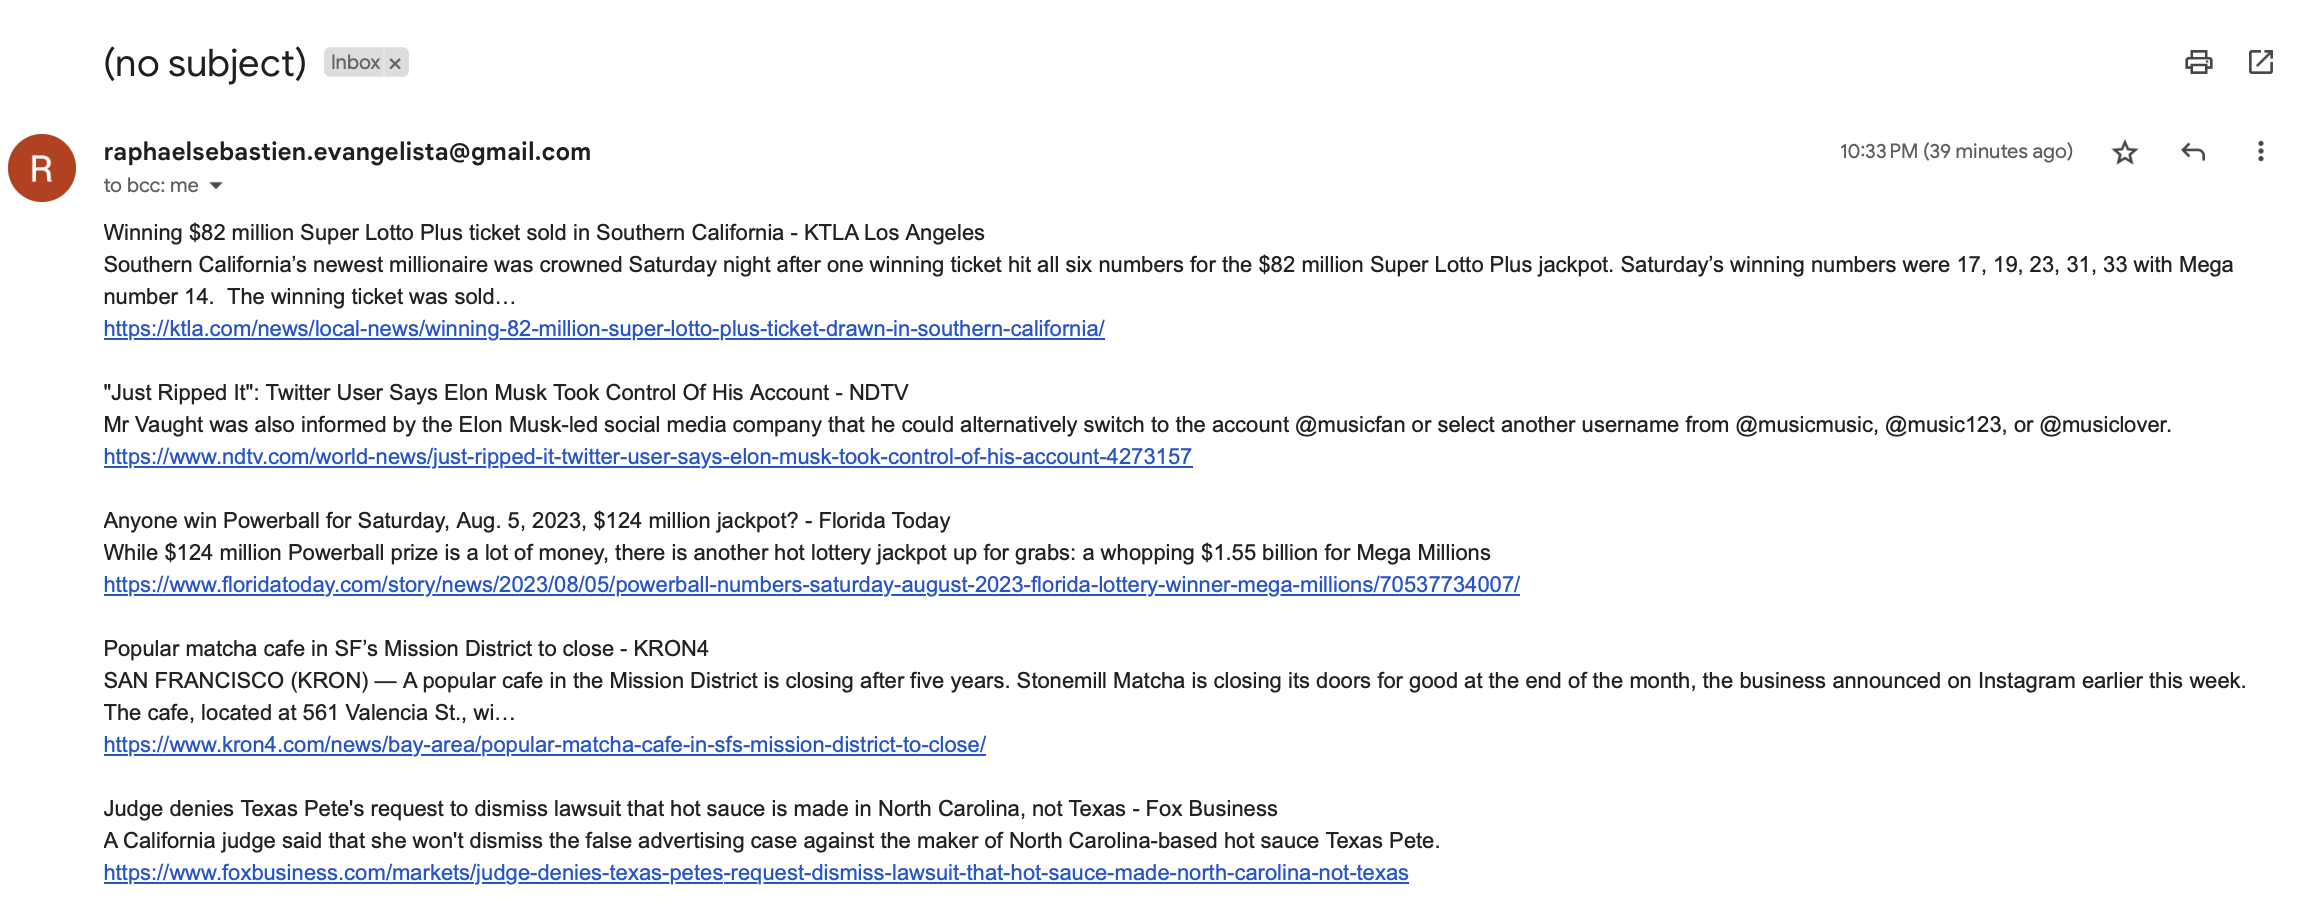 (no subject) Inbox x
R
raphaelsebastien.evangelista@gmail.com 10:33 PM (39 minutes ago)
to bcc: me
Winning $82 million Super Lotto Plus ticket sold in Southern California - KTLA Los Angeles
Southern California’s newest millionaire was crowned Saturday night after one winning ticket hit all six numbers for the $82 million Super Lotto Plus jackpot. Saturday’s winning numbers were 17, 19, 23, 31, 33 with Mega
number 14.  The winning ticket was sold…
https://ktla.com/news/local-news/winning-82-million-super-lotto-plus-ticket-drawn-in-southern-california/
"Just Ripped It": Twitter User Says Elon Musk Took Control Of His Account - NDTV
Mr Vaught was also informed by the Elon Musk-led social media company that he could alternatively switch to the account @musicfan or select another username from @musicmusic, @music123, or @musiclover.
https://www.ndtv.com/world-news/just-ripped-it-twitter-user-says-elon-musk-took-control-of-his-account-4273157
Anyone win Powerball for Saturday, Aug. 5, 2023, $124 million jackpot? - Florida Today
While $124 million Powerball prize is a lot of money, there is another hot lottery jackpot up for grabs: a whopping $1.55 billion for Mega Millions
https://www.floridatoday.com/story/news/2023/08/05/powerball-numbers-saturday-august-2023-florida-lottery-winner-mega-millions/70537734007/
Popular matcha cafe in SF’s Mission District to close - KRON4
SAN FRANCISCO (KRON) — A popular cafe in the Mission District is closing after five years. Stonemill Matcha is closing its doors for good at the end of the month, the business announced on Instagram earlier this week.
The cafe, located at 561 Valencia St., wi…
https://www.kron4.com/news/bay-area/popular-matcha-cafe-in-sfs-mission-district-to-close/
Judge denies Texas Pete's request to dismiss lawsuit that hot sauce is made in North Carolina, not Texas - Fox Business
A California judge said that she won't dismiss the false advertising case against the maker of North Carolina-based hot sauce Texas Pete.
https://www.foxbusiness.com/markets/judge-denies-texas-petes-request-dismiss-lawsuit-that-hot-sauce-made-north-carolina-not-texas